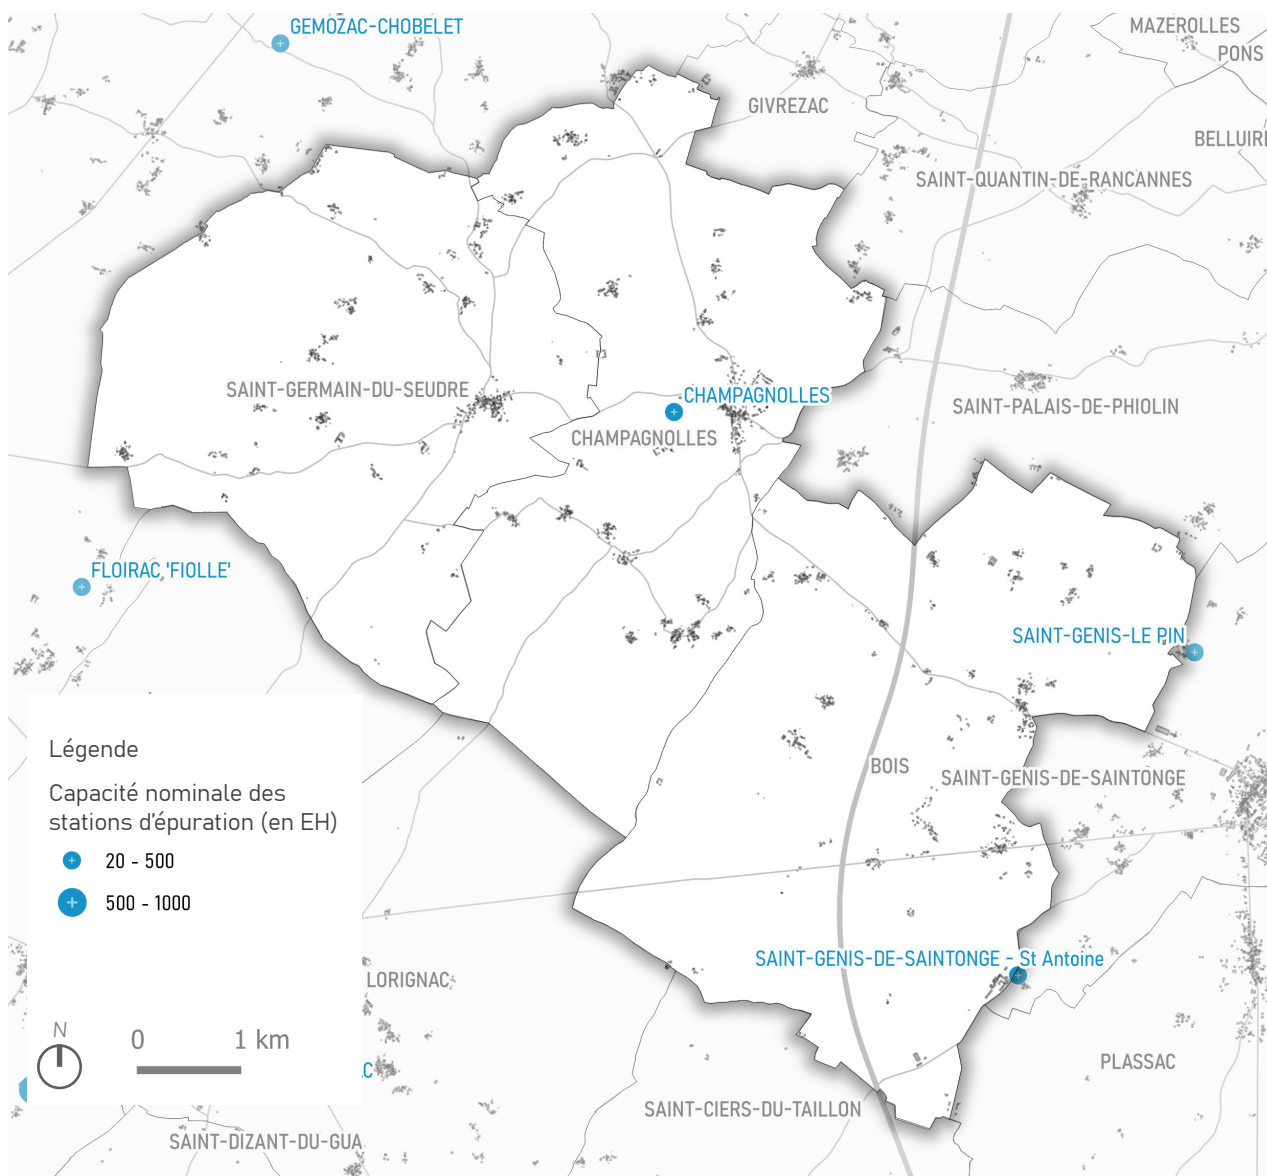 GEMOZAC-CHOBELET
MAZEROLLES
PONS
GIVREZAC
BELLUIRE
SAINT-QUANTIN-DE-RANCANNES
SAINT-GERMAIN-DU-SEUDRE
CHAMPAGNOLLES
SAINT-PALAIS-DE-PHIOLIN
CHAMPAGNOLLES
FLOIRAC 'FIOLLE'
SAINT-GENIS-LE PIN
BOIS
SAINT-GENIS-DE-SAINTONGE
SAINT-GENIS-DE-SAINTONGE - St Antoine
LORIGNAC
PLASSAC
SAINT-CIERS-DU-TAILLON
SAINT-DIZANT-DU-GUA
Légende
Capacité nominale des
stations d'épuration (en EH)
20 - 500
500 - 1000
N
0 1 km